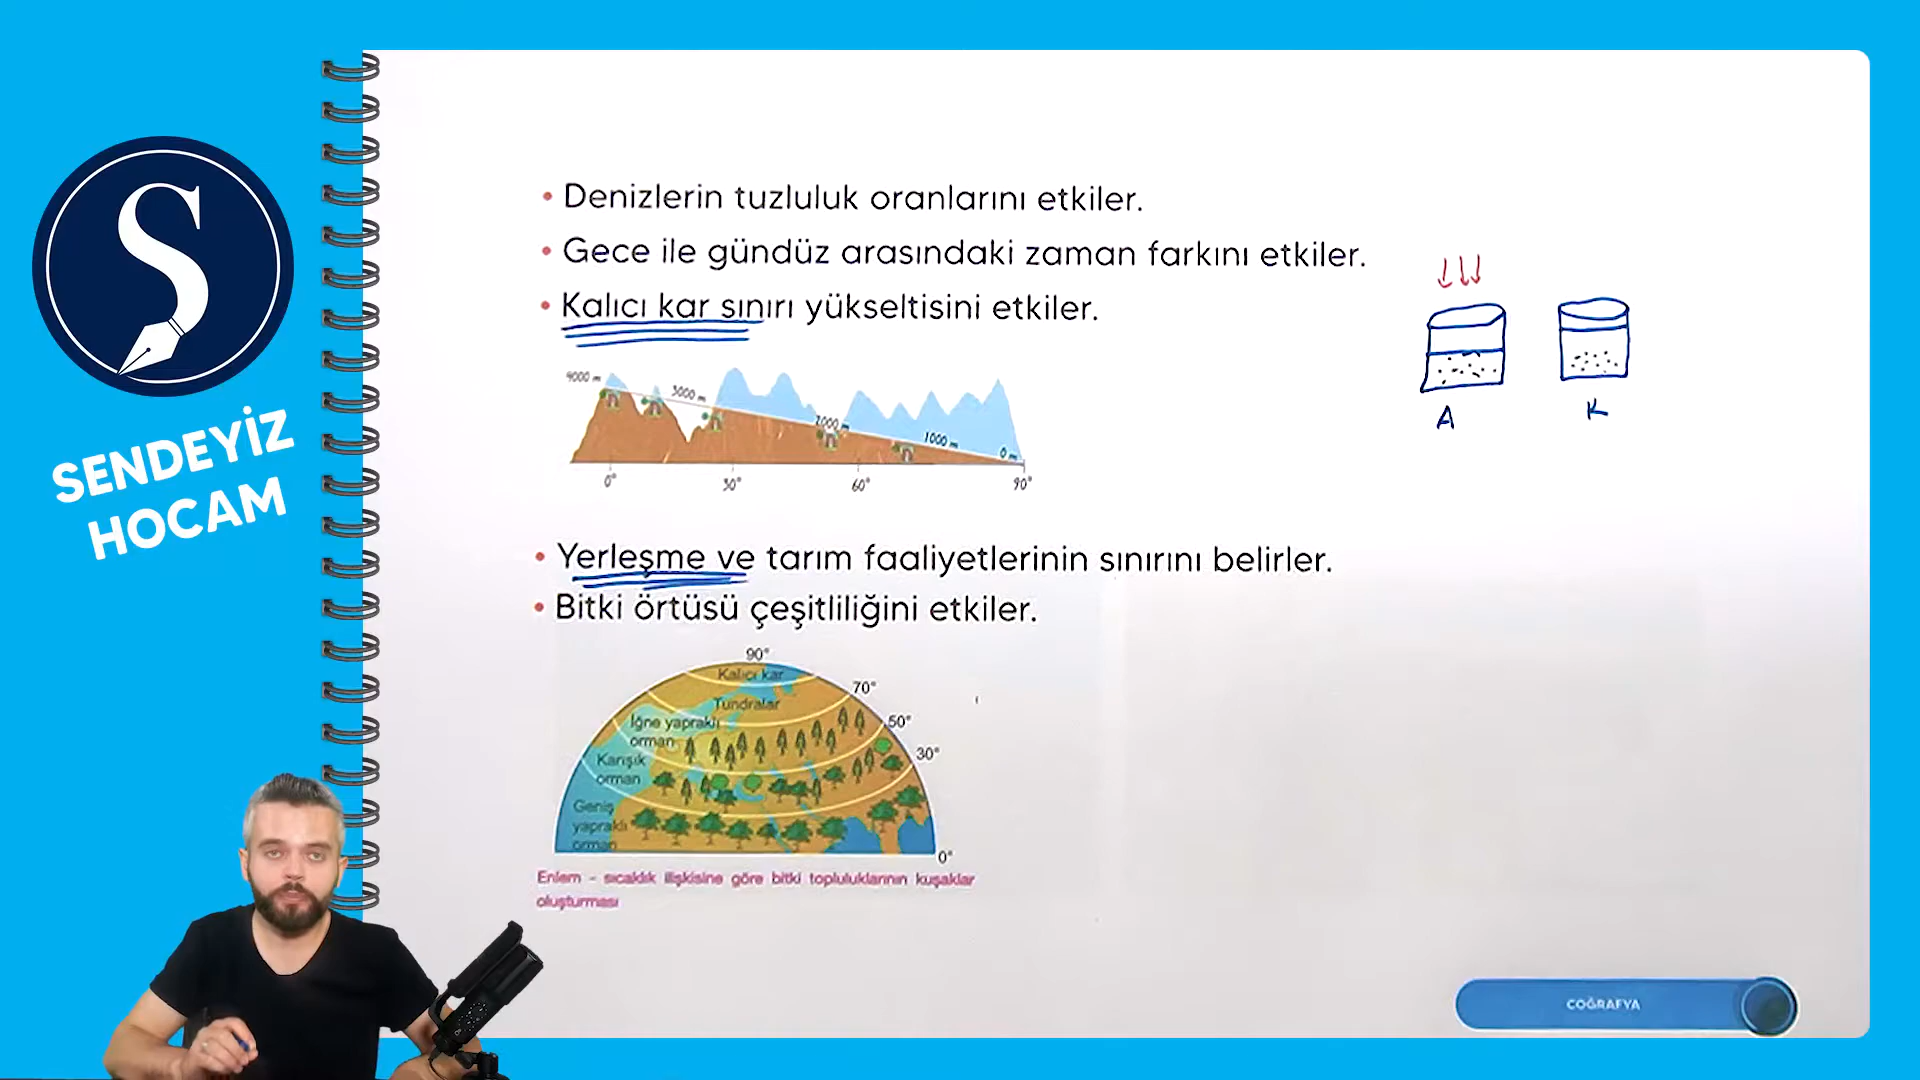 S
SENDEYİZ
HOCAM
• Denizlerin tuzluluk oranlarını etkiler.
• Gece ile gündüz arasındaki zaman farkını etkiler.
• Kalıcı kar sınırı yükseltisini etkiler.
A
K
4000 m
3000 m
2000 m
1000 m
0 m
0°
30°
60°
90°
• Yerleşme ve tarım faaliyetlerinin sınırını belirler.
• Bitki örtüsü çeşitliliğini etkiler.
90°
Kalıcı kar
70°
Tundralar
50°
İğne yapraklı
orman
30°
Karışık
orman
Geniş
yapraklı
orman
0°
Enlem - sıcaklık ilişkisine göre bitki topluluklarının kuşaklar
oluşturması
COĞRAFYA